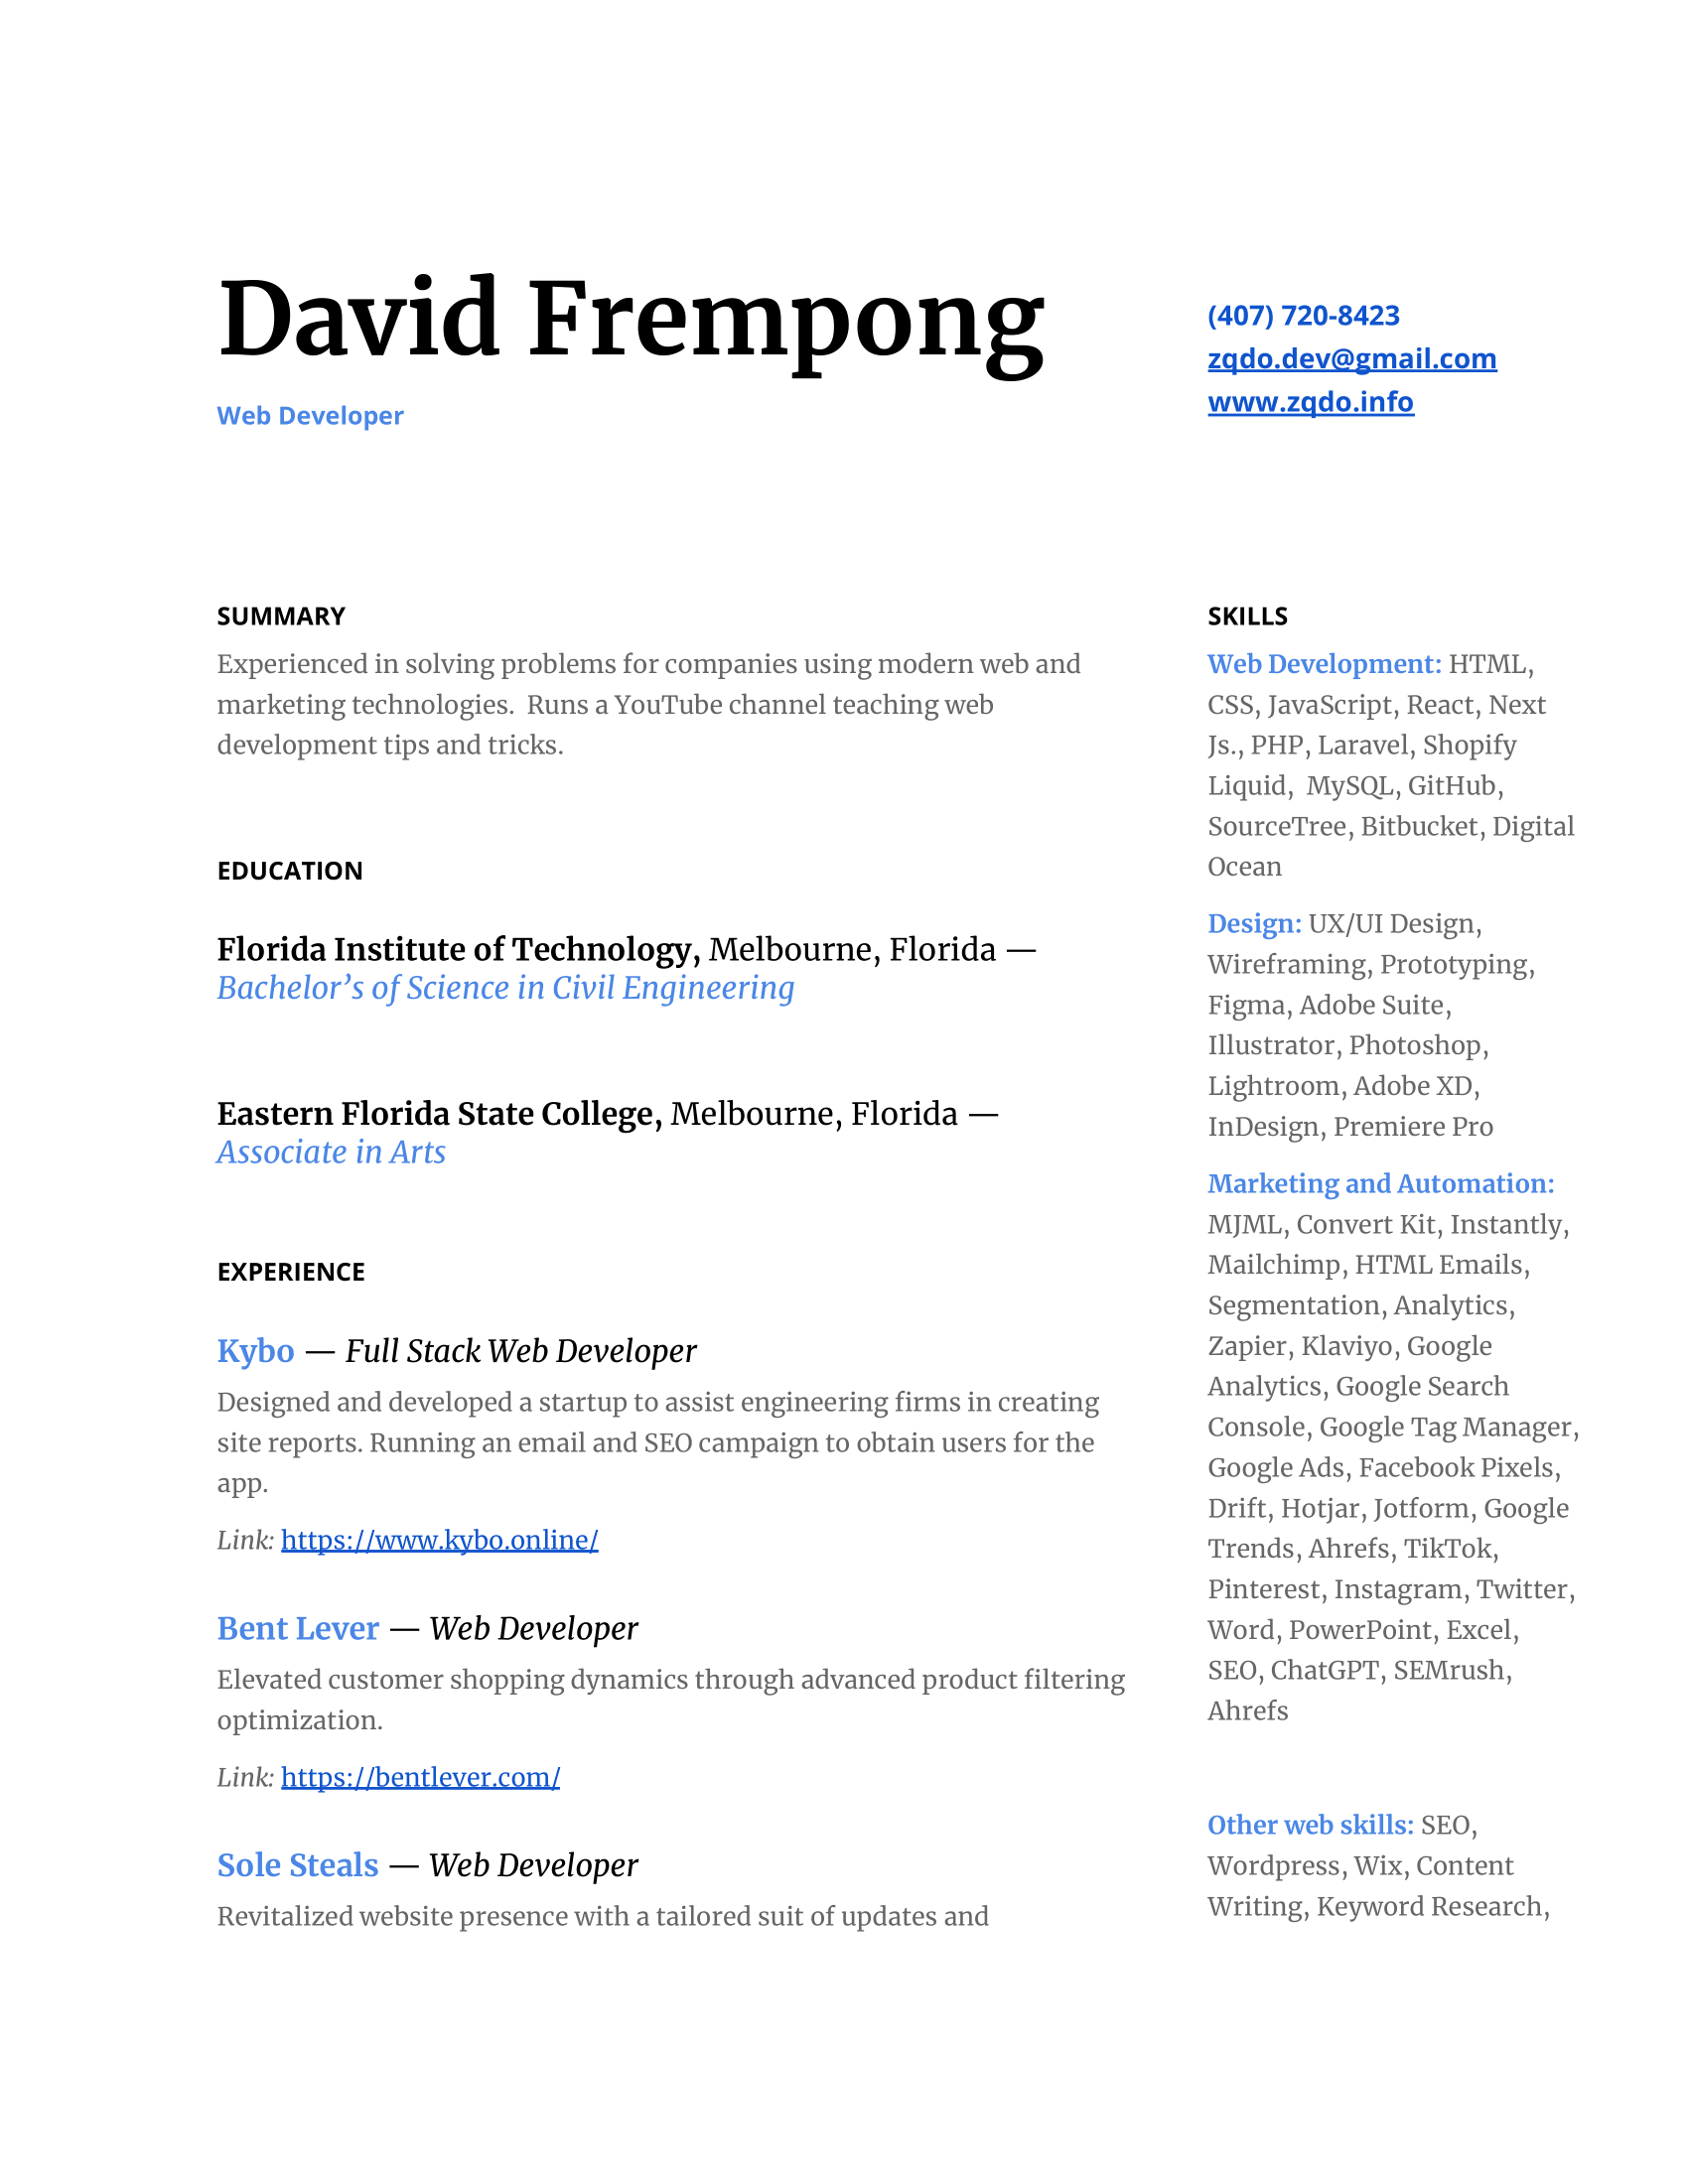 David Frempong
Web Developer
(407) 720-8423
zqdo.dev@gmail.com
www.zqdo.info
SUMMARY
Experienced in solving problems for companies using modern web and
marketing technologies.  Runs a YouTube channel teaching web
development tips and tricks.
EDUCATION
Florida Institute of Technology, Melbourne, Florida —
Bachelor’s of Science in Civil Engineering
Eastern Florida State College, Melbourne, Florida —
Associate in Arts
EXPERIENCE
Kybo — Full Stack Web Developer
Designed and developed a startup to assist engineering firms in creating
site reports. Running an email and SEO campaign to obtain users for the
app.
Link: https://www.kybo.online/
Bent Lever — Web Developer
Elevated customer shopping dynamics through advanced product filtering
optimization.
Link: https://bentlever.com/
Sole Steals — Web Developer
Revitalized website presence with a tailored suit of updates and
SKILLS
Web Development: HTML,
CSS, JavaScript, React, Next
Js., PHP, Laravel, Shopify
Liquid,  MySQL, GitHub,
SourceTree, Bitbucket, Digital
Ocean
Design: UX/UI Design,
Wireframing, Prototyping,
Figma, Adobe Suite,
Illustrator, Photoshop,
Lightroom, Adobe XD,
InDesign, Premiere Pro
Marketing and Automation:
MJML, Convert Kit, Instantly,
Mailchimp, HTML Emails,
Segmentation, Analytics,
Zapier, Klaviyo, Google
Analytics, Google Search
Console, Google Tag Manager,
Google Ads, Facebook Pixels,
Drift, Hotjar, Jotform, Google
Trends, Ahrefs, TikTok,
Pinterest, Instagram, Twitter,
Word, PowerPoint, Excel,
SEO, ChatGPT, SEMrush,
Ahrefs
Other web skills: SEO,
Wordpress, Wix, Content
Writing, Keyword Research,